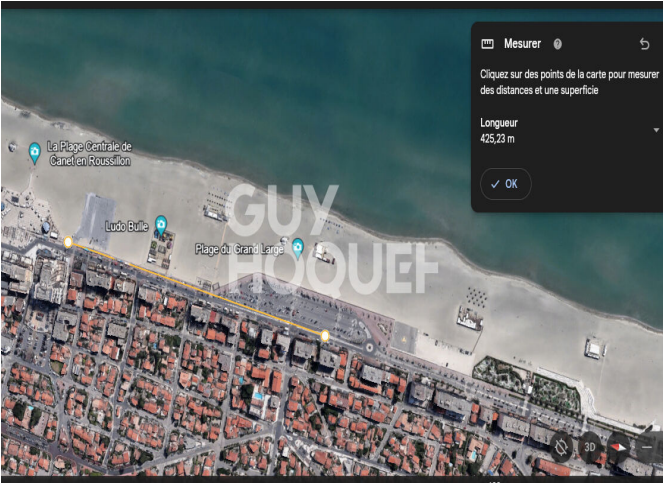 Mesurer
Cliquez sur des points de la carte pour mesurer
des distances et une superficie
Longueur
425,23 m
OK
La Plage Centrale de
Canet en Roussillon
Ludo Bulle
Plage du Grand Large
GUY
HOQUET
3D